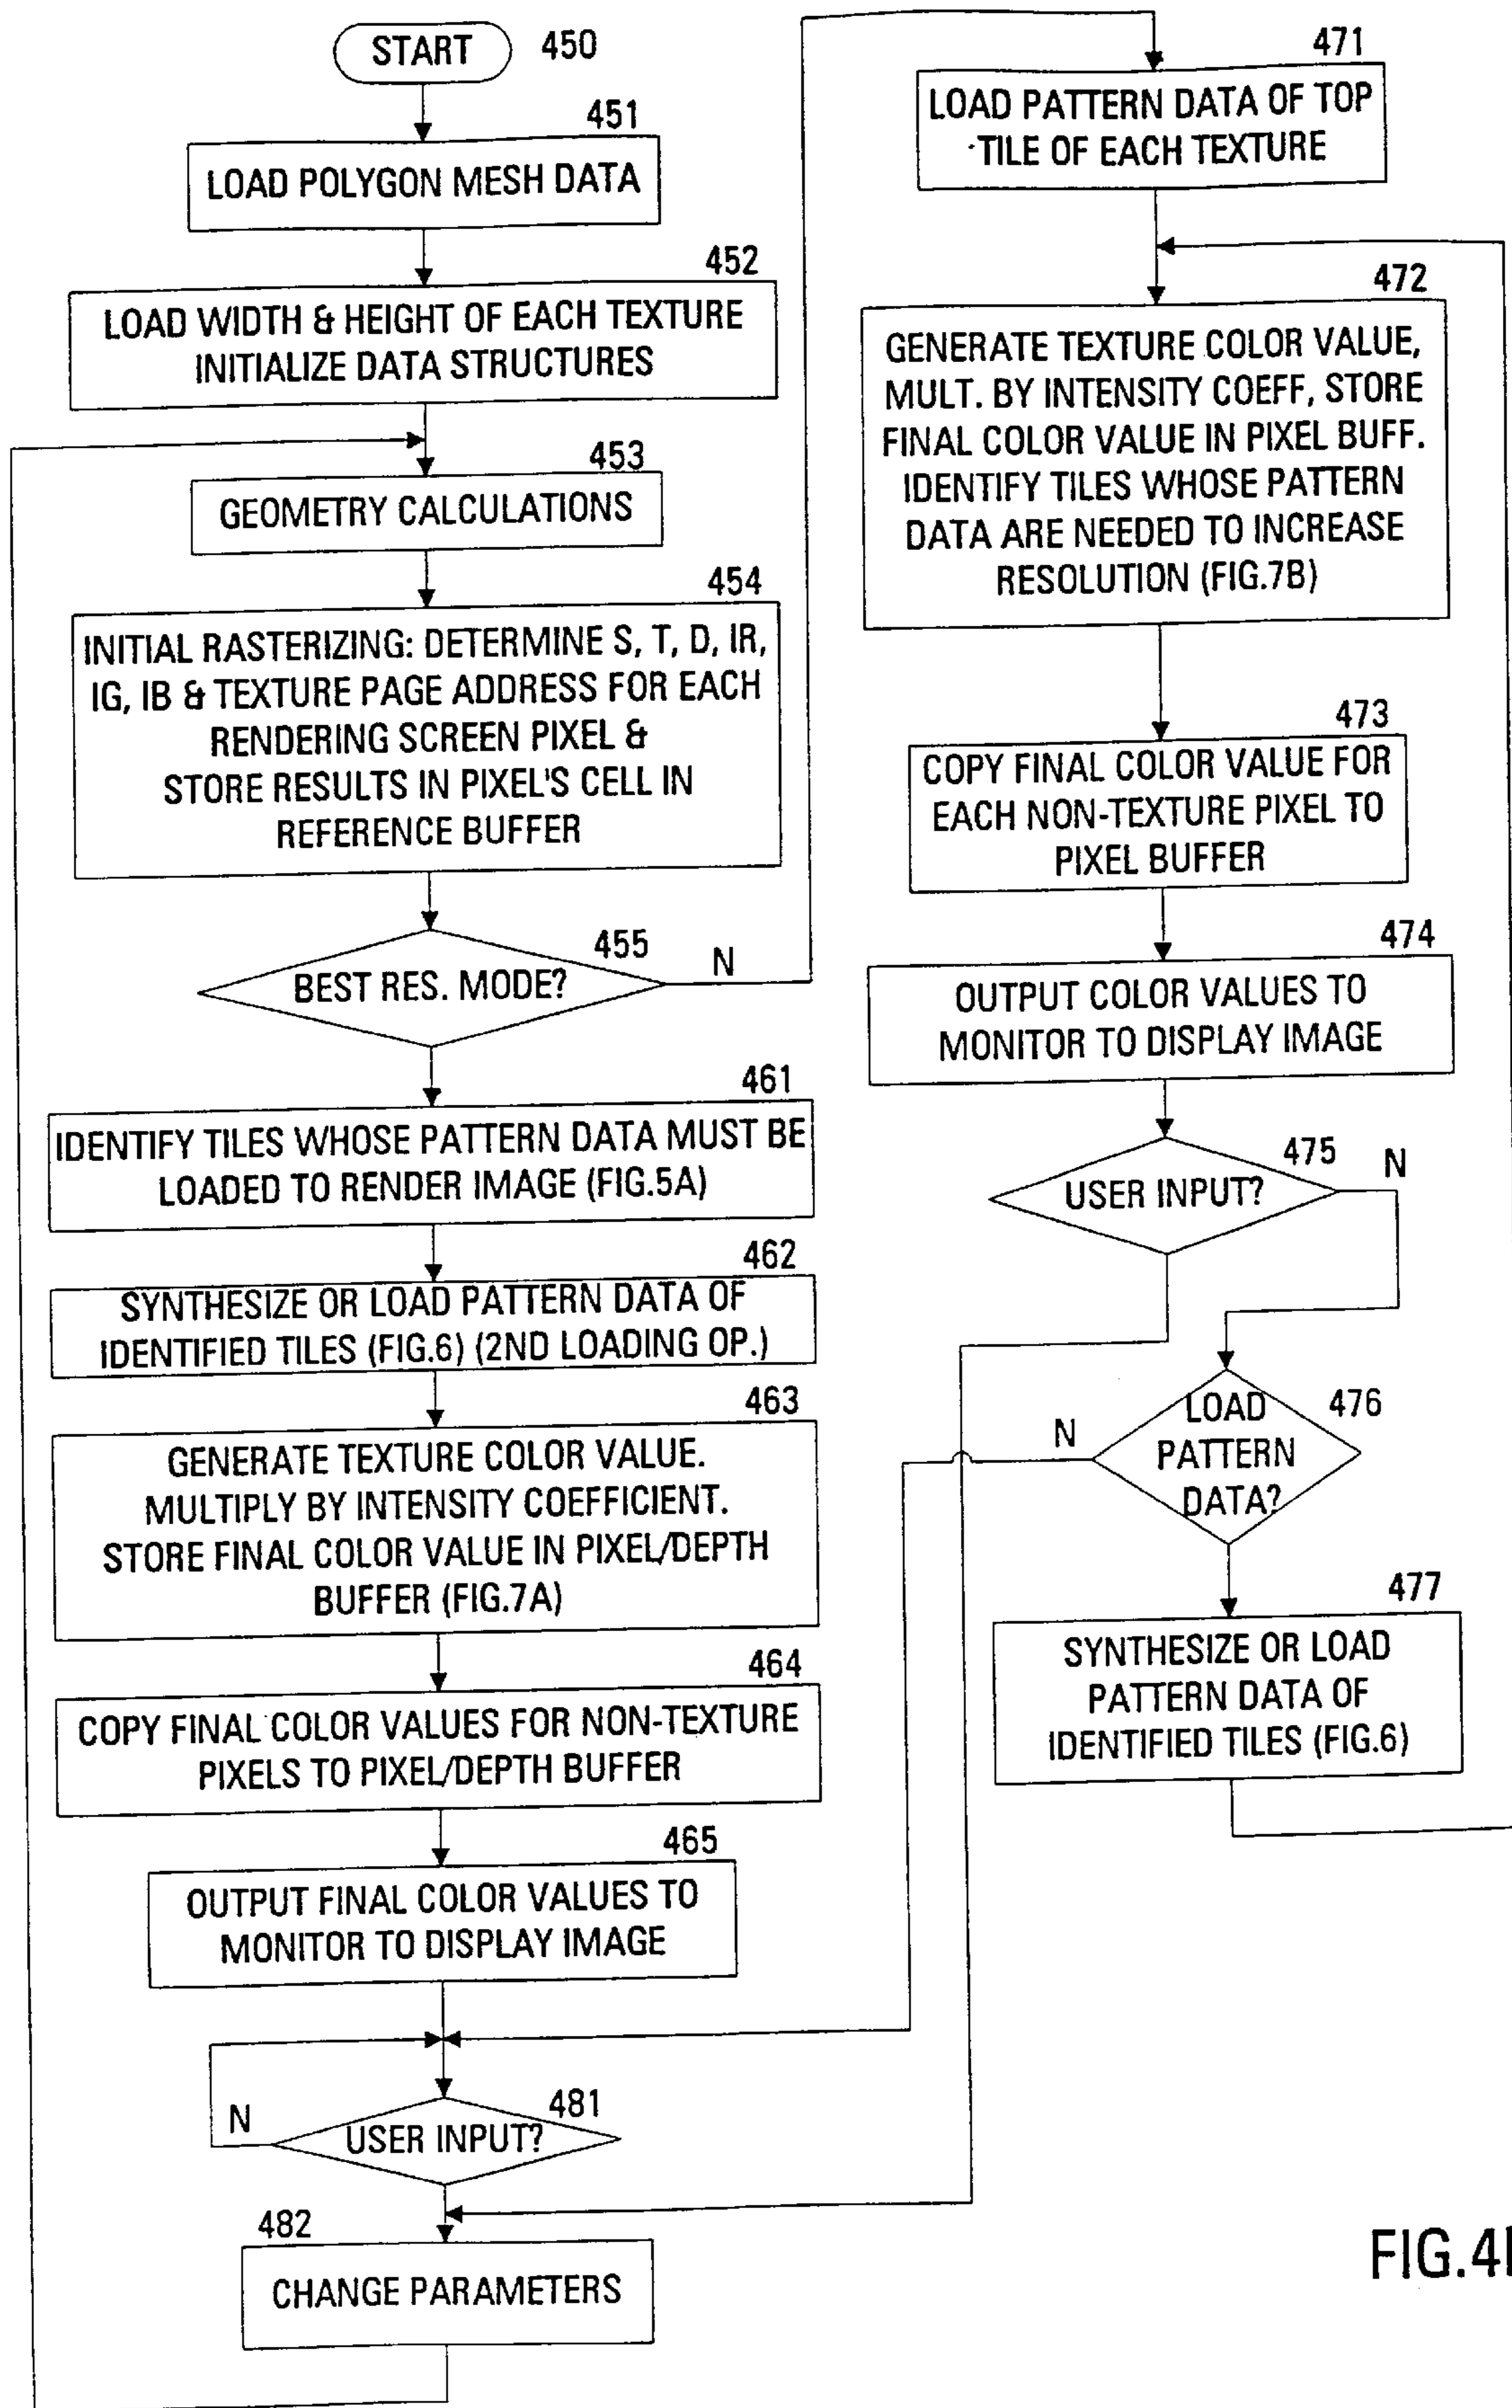 START 450
451
LOAD POLYGON MESH DATA
452
LOAD WIDTH & HEIGHT OF EACH TEXTURE
INITIALIZE DATA STRUCTURES
453
GEOMETRY CALCULATIONS
454
INITIAL RASTERIZING: DETERMINE S, T, D, IR,
IG, IB & TEXTURE PAGE ADDRESS FOR EACH
RENDERING SCREEN PIXEL &
STORE RESULTS IN PIXEL'S CELL IN
REFERENCE BUFFER
455
N
BEST RES. MODE?
461
IDENTIFY TILES WHOSE PATTERN DATA MUST BE
LOADED TO RENDER IMAGE (FIG.5A)
462
SYNTHESIZE OR LOAD PATTERN DATA OF
IDENTIFIED TILES (FIG.6) (2ND LOADING OP.)
463
GENERATE TEXTURE COLOR VALUE.
MULTIPLY BY INTENSITY COEFFICIENT.
STORE FINAL COLOR VALUE IN PIXEL/DEPTH
BUFFER (FIG.7A)
464
COPY FINAL COLOR VALUES FOR NON-TEXTURE
PIXELS TO PIXEL/DEPTH BUFFER
465
OUTPUT FINAL COLOR VALUES TO
MONITOR TO DISPLAY IMAGE
481
N
USER INPUT?
482
CHANGE PARAMETERS
471
LOAD PATTERN DATA OF TOP
TILE OF EACH TEXTURE
472
GENERATE TEXTURE COLOR VALUE,
MULT. BY INTENSITY COEFF, STORE
FINAL COLOR VALUE IN PIXEL BUFF.
IDENTIFY TILES WHOSE PATTERN
DATA ARE NEEDED TO INCREASE
RESOLUTION (FIG.7B)
473
COPY FINAL COLOR VALUE FOR
EACH NON-TEXTURE PIXEL TO
PIXEL BUFFER
474
OUTPUT COLOR VALUES TO
MONITOR TO DISPLAY IMAGE
475
N
USER INPUT?
476
N
LOAD
PATTERN
DATA?
477
SYNTHESIZE OR LOAD
PATTERN DATA OF
IDENTIFIED TILES (FIG.6)